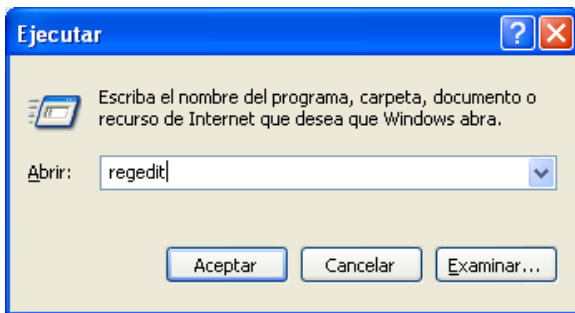 Ejecutar
Escriba el nombre del programa, carpeta, documento o
recurso de Internet que desea que Windows abra.
Abrir: regedit
Aceptar Cancelar Examinar...